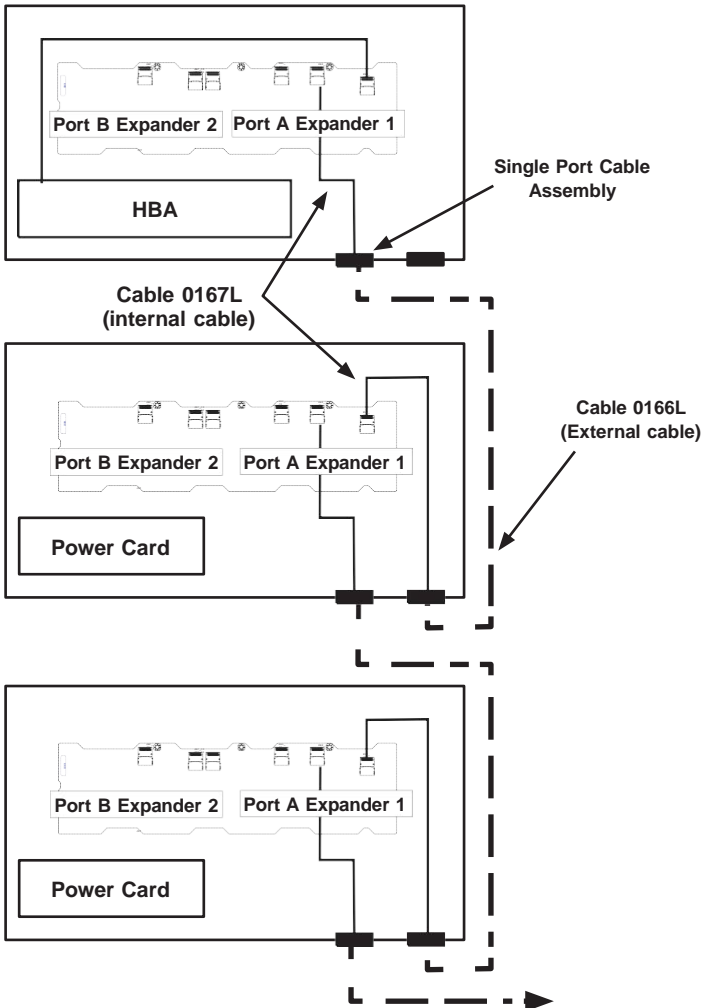 Port B Expander 2
Port A Expander 1
Single Port Cable
Assembly
HBA
Cable 0167L
(internal cable)
Cable 0166L
(External cable)
Port B Expander 2
Port A Expander 1
Power Card
Port B Expander 2
Port A Expander 1
Power Card